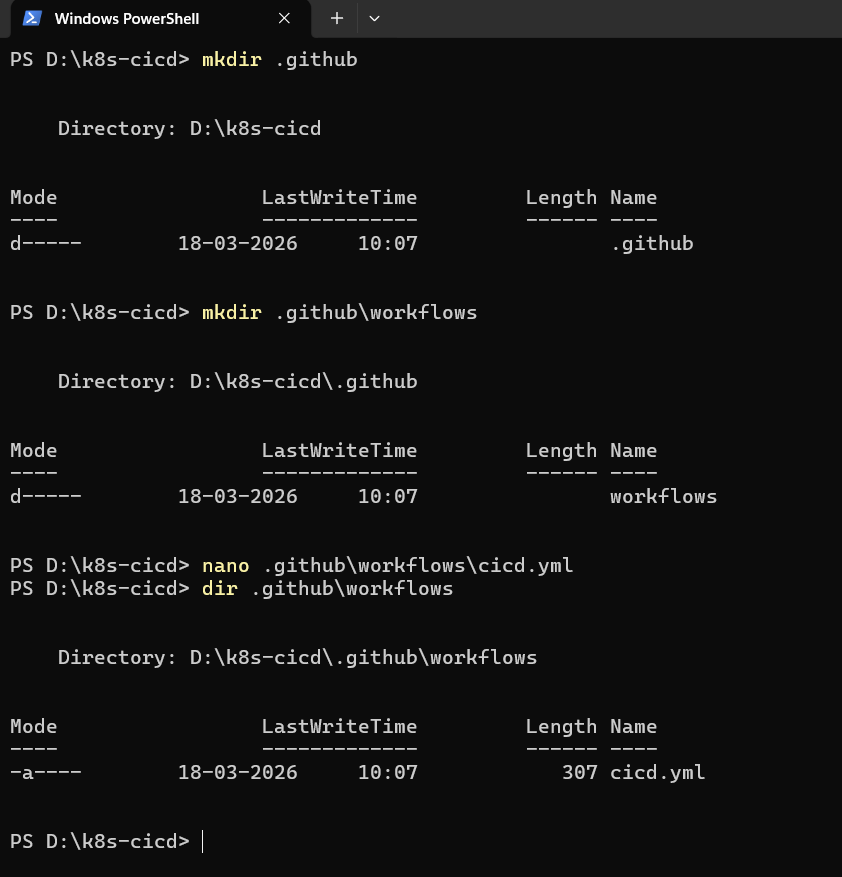 Windows PowerShell
PS D:\k8s-cicd> mkdir .github
Directory: D:\k8s-cicd
Mode                 LastWriteTime         Length Name
----                 -------------         ------ ----
d-----        18-03-2026     10:07                .github
PS D:\k8s-cicd> mkdir .github\workflows
Directory: D:\k8s-cicd\.github
Mode                 LastWriteTime         Length Name
----                 -------------         ------ ----
d-----        18-03-2026     10:07                workflows
PS D:\k8s-cicd> nano .github\workflows\cicd.yml
PS D:\k8s-cicd> dir .github\workflows
Directory: D:\k8s-cicd\.github\workflows
Mode                 LastWriteTime         Length Name
----                 -------------         ------ ----
-a----        18-03-2026     10:07            307 cicd.yml
PS D:\k8s-cicd>